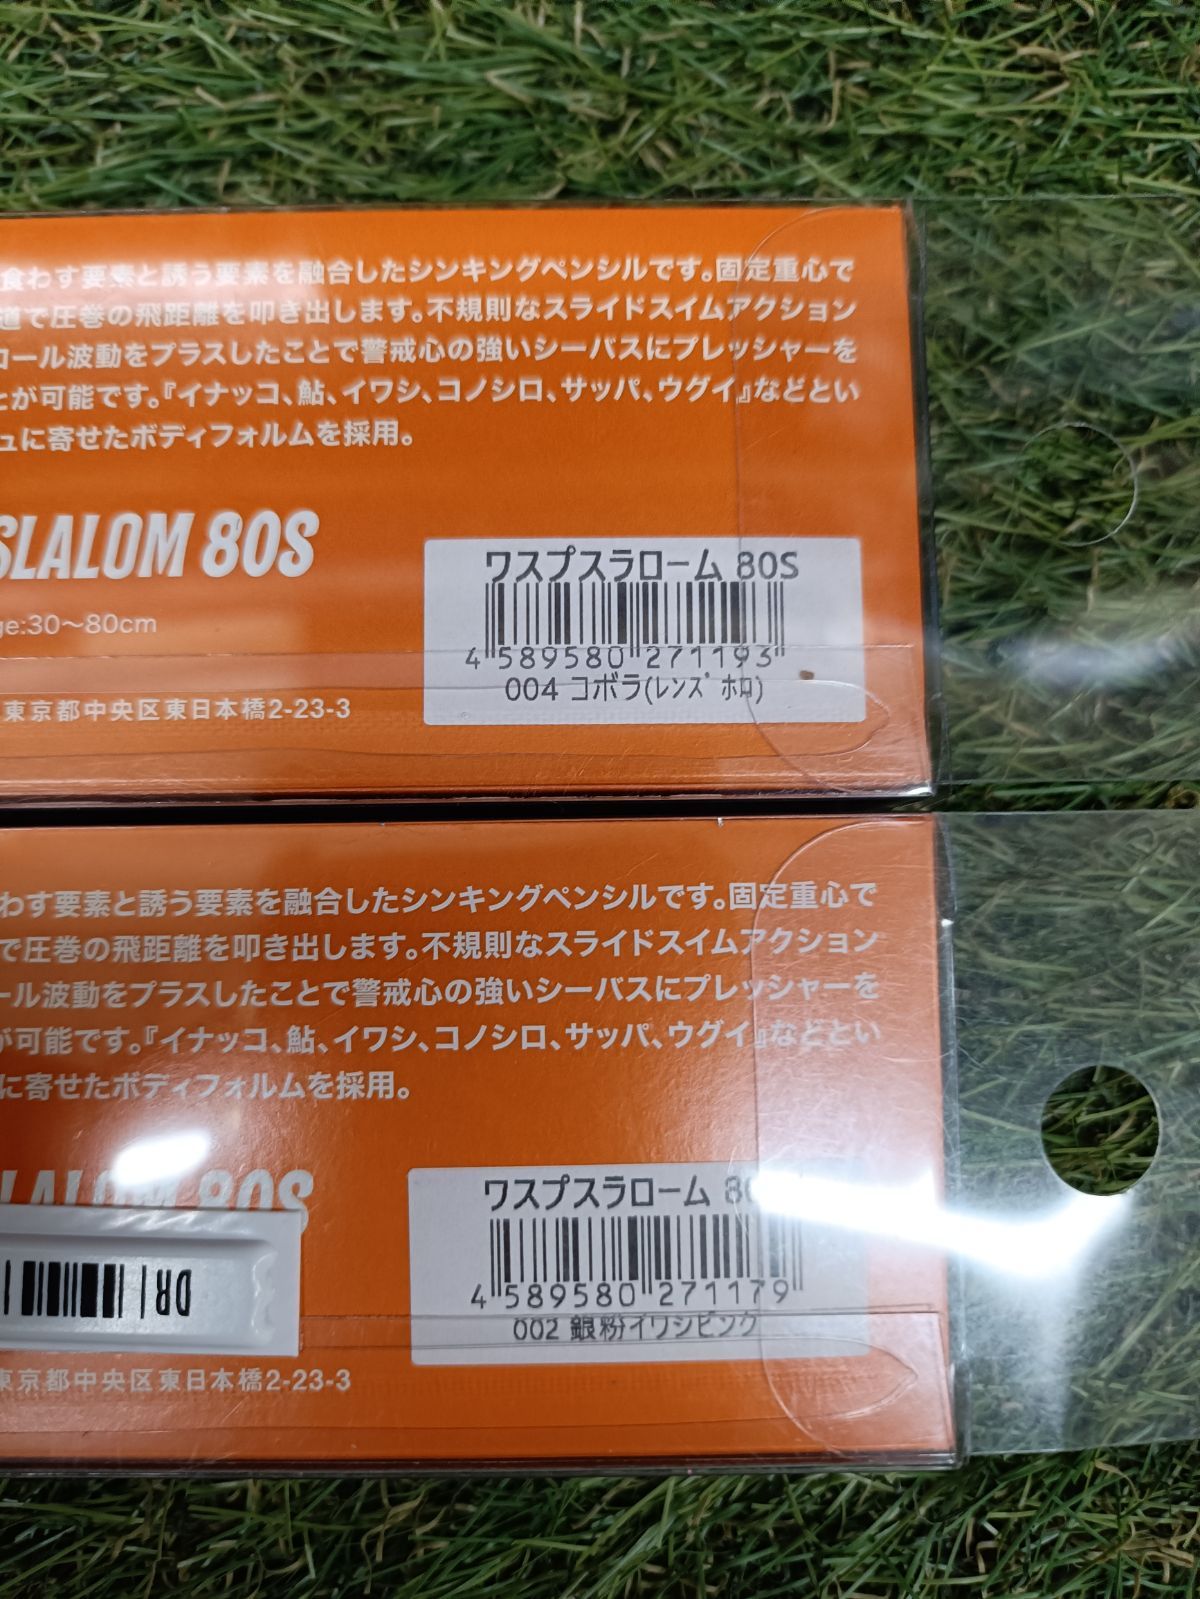 食わす要素と誘う要素を融合したシンキングペンシルです。固定重心で
道で圧巻の飛距離を叩き出します。不規則なスライドスイムアクション
ロール波動をプラスしたことで警戒心の強いシーバスにプレッシャーを
とが可能です。『イナッコ、鮎、イワシ、コノシロ、サッパ、ウグイ』などとい
ュに寄せたボディフォルムを採用。
SLALOM 80S
ge:30〜80cm
東京都中央区東日本橋2-23-3
ワスプスラローム 80S
4 589580 271193
004 コボラ(レンズホロ)
わす要素と誘う要素を融合したシンキングペンシルです。固定重心で
で圧巻の飛距離を叩き出します。不規則なスライドスイムアクション
ール波動をプラスしたことで警戒心の強いシーバスにプレッシャーを
が可能です。『イナッコ、鮎、イワシ、コノシロ、サッパ、ウグイ』などとい
に寄せたボディフォルムを採用。
LALOM 80S
DR
東京都中央区東日本橋2-23-3
ワスプスラローム 80
4 589580 271179
002 銀粉イワシピンク